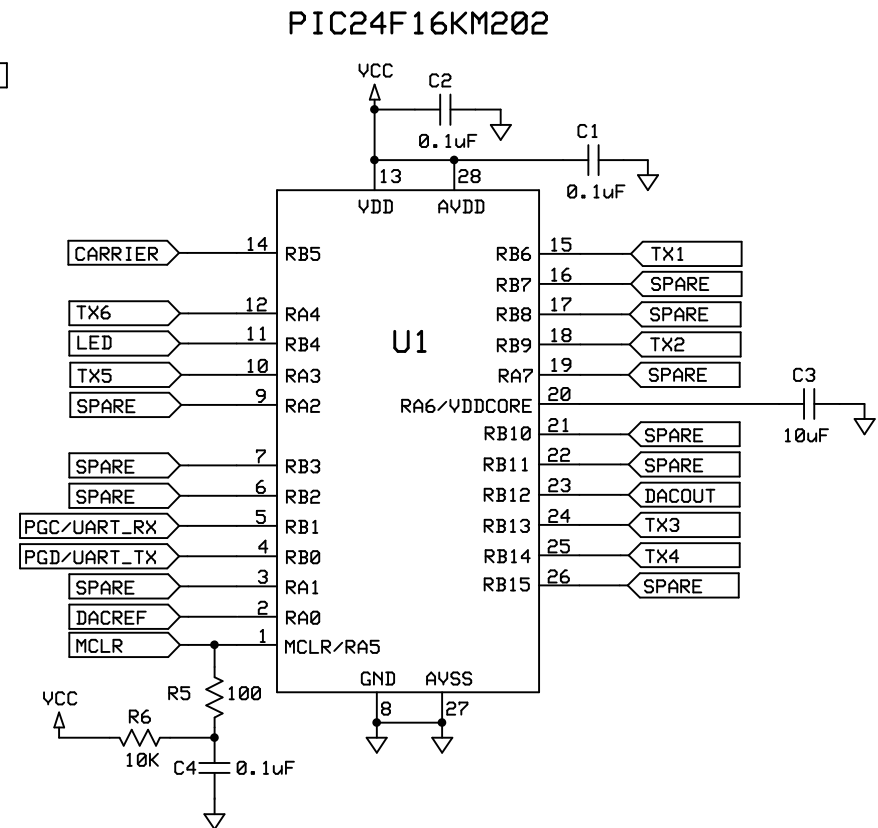 PIC24F16KM202
VCC
C2
0.1uF
C1
0.1uF
13
28
VDD
AVDD
CARRIER
14
RB5
RB6
15
TX1
RB7
16
SPARE
TX6
12
RA4
RB8
17
SPARE
LED
11
RB4
U1
RB9
18
TX2
TX5
10
RA3
RA7
19
SPARE
SPARE
9
RA2
RA6/VDDCORE
20
C3
10uF
RB10
21
SPARE
SPARE
7
RB3
RB11
22
SPARE
SPARE
6
RB2
RB12
23
DACOUT
PGC/UART_RX
5
RB1
RB13
24
TX3
PGD/UART_TX
4
RB0
RB14
25
TX4
SPARE
3
RA1
RB15
26
SPARE
DACREF
2
RA0
MCLR
1
MCLR/RA5
GND
AVSS
8
27
R5
100
VCC
R6
10K
C4
0.1uF